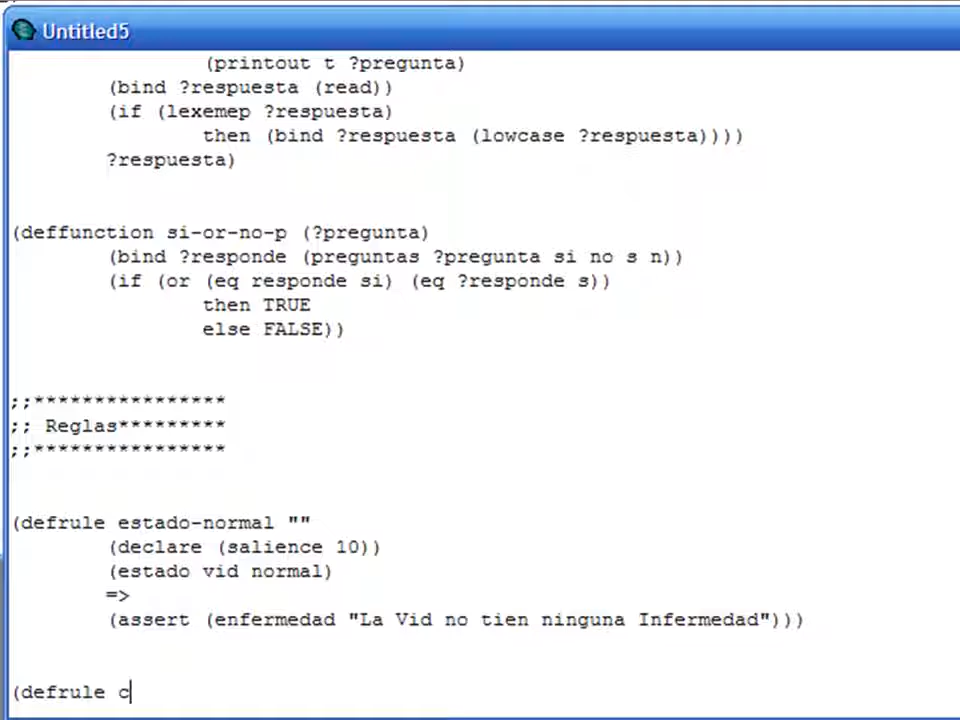 Untitled5
(printout t ?pregunta)
(bind ?respuesta (read))
(if (lexemep ?respuesta)
then (bind ?respuesta (lowcase ?respuesta))))
?respuesta)
(deffunction si-or-no-p (?pregunta)
(bind ?responde (preguntas ?pregunta si no s n))
(if (or (eq responde si) (eq ?responde s))
then TRUE
else FALSE))
;;****************
;; Reglas*********
;;****************
(defrule estado-normal ""
(declare (salience 10))
(estado vid normal)
=>
(assert (enfermedad "La Vid no tien ninguna Infermedad")))
(defrule c